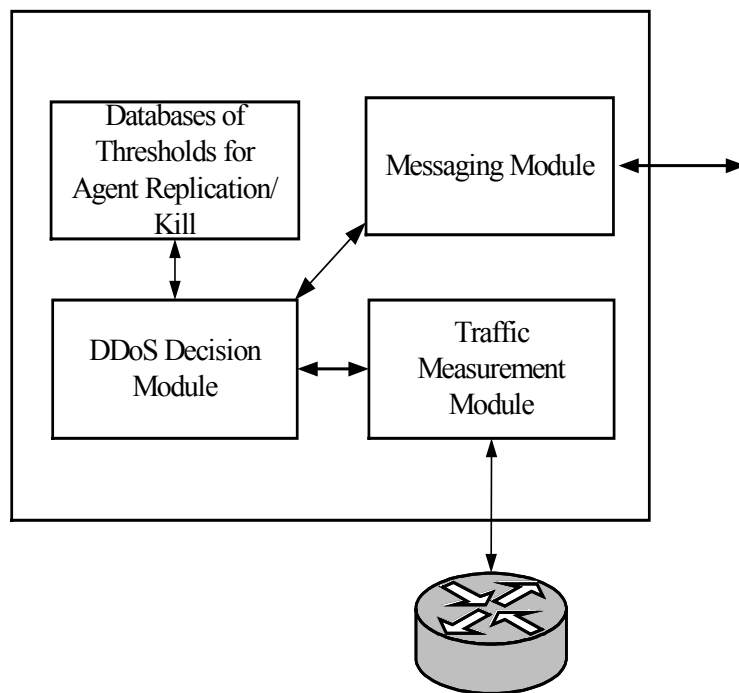 Databases of
Thresholds for
Agent Replication/
Kill
Messaging Module
DDoS Decision
Module
Traffic
Measurement
Module